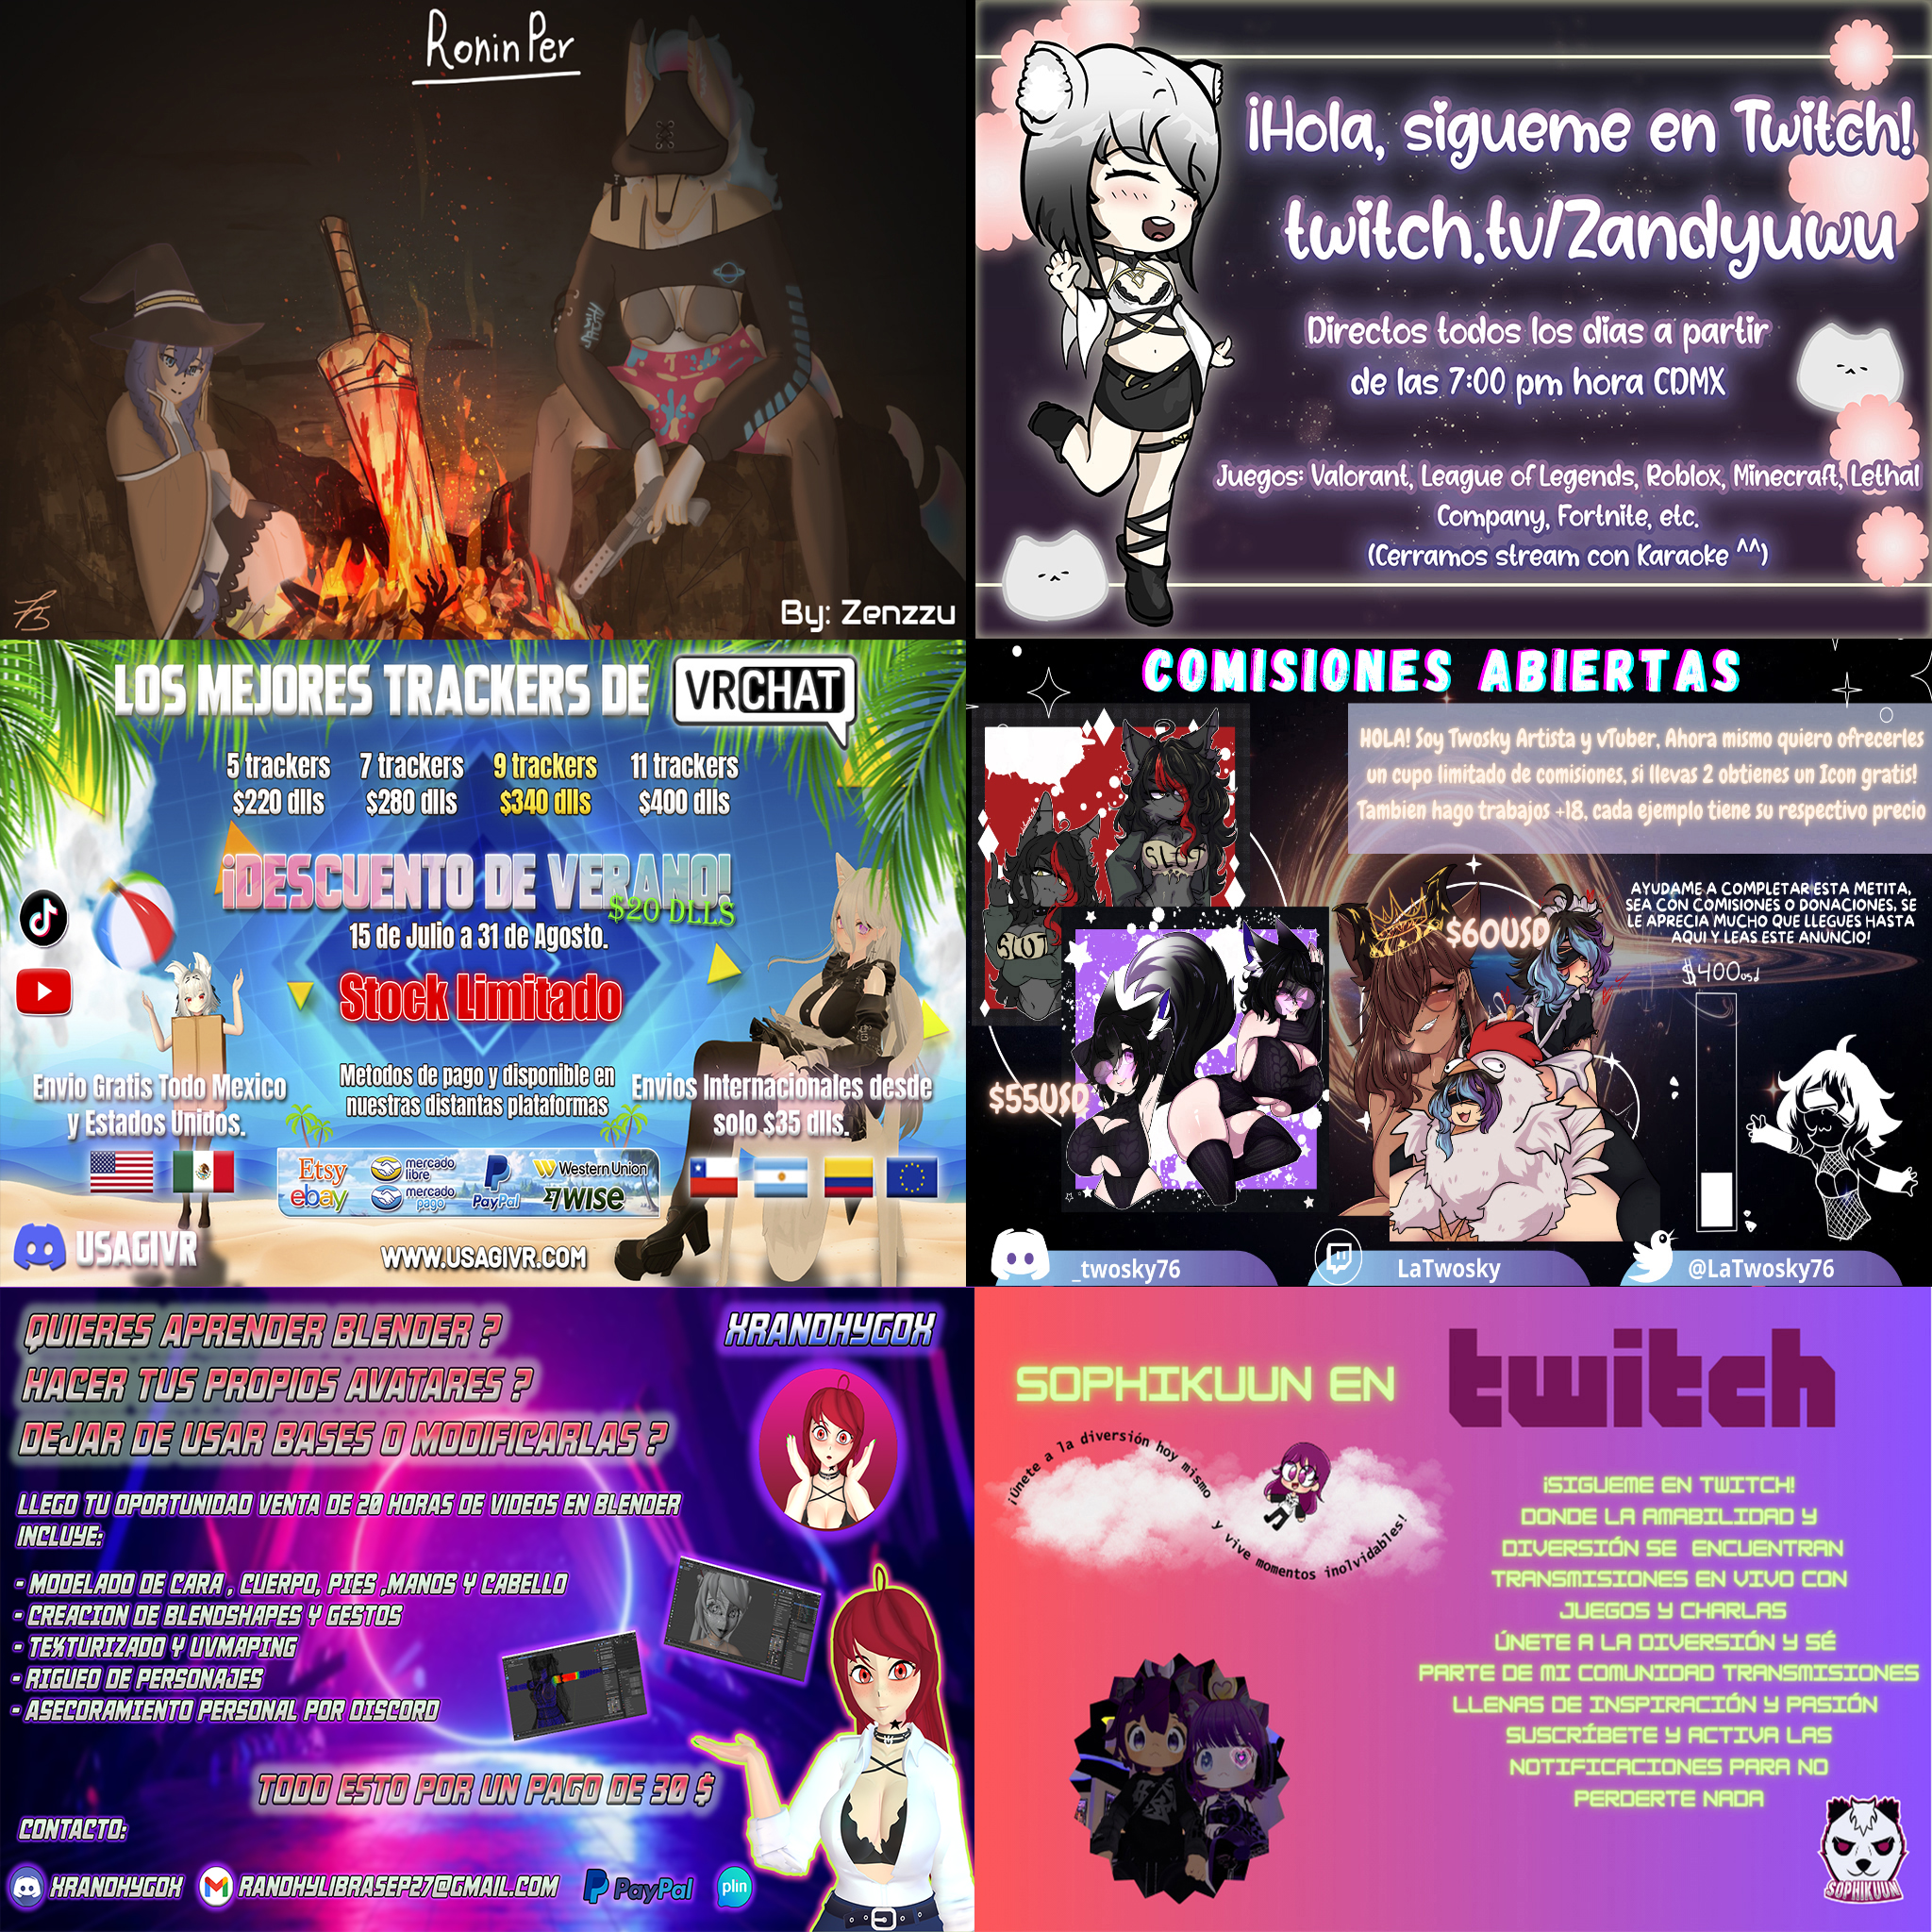 Ronin Per
By: Zenzzu
¡Hola, sigueme en Twitch!
twitch.tv/Zandyuwu
Directos todos los dias a partir
de las 7:00 pm hora CDMX
Juegos: Valorant, League of Legends, Roblox, Minecraft, Lethal
Company, Fortnite, etc.
(Cerramos stream con Karaoke ^^)
LOS MEJORES TRACKERS DE VRCHAT
5 trackers 7 trackers 9 trackers 11 trackers
$220 dlls $280 dlls $340 dlls $400 dlls
¡DESCUENTO DE VERANO!
$20 DLLS
15 de Julio a 31 de Agosto.
Stock Limitado
Envio Gratis Todo Mexico
y Estados Unidos.
Metodos de pago y disponible en
nuestras distantas plataformas
Envios Internacionales desde
solo $35 dlls.
Etsy mercado libre PayPal Western Union
ebay mercado pago WISE
USAGIVR
WWW.USAGIVR.COM
COMISIONES ABIERTAS
HOLA! Soy Twosky Artista y vTuber, Ahora mismo quiero ofrecerles
un cupo limitado de comisiones, si llevas 2 obtienes un Icon gratis!
Tambien hago trabajos +18, cada ejemplo tiene su respectivo precio
SLUT
SLUT
$60USD
AYUDAME A COMPLETAR ESTA METITA,
SEA CON COMISIONES O DONACIONES, SE
LE APRECIA MUCHO QUE LLEGUES HASTA
AQUI Y LEAS ESTE ANUNCIO!
$400usd
$55USD
_twosky76
LaTwosky
@LaTwosky76
QUIERES APRENDER BLENDER ?
HACER TUS PROPIOS AVATARES ?
DEJAR DE USAR BASES O MODIFICARLAS ?
XRANDHYGOX
LLEGO TU OPORTUNIDAD VENTA DE 20 HORAS DE VIDEOS EN BLENDER
INCLUYE:
- MODELADO DE CARA , CUERPO, PIES ,MANOS Y CABELLO
- CREACION DE BLENDSHAPES Y GESTOS
- TEXTURIZADO Y UVMAPING
- RIGUEO DE PERSONAJES
- ASECORAMIENTO PERSONAL POR DISCORD
TODO ESTO POR UN PAGO DE 30 $
CONTACTO:
XRANDHYGOX
RANDHYLIBRASEP27@GMAIL.COM
PayPal
plin
SOPHIKUUN EN
twitch
¡Únete a la diversión hoy mismo
y vive momentos inolvidables!
¡SIGUEME EN TWITCH!
DONDE LA AMABILIDAD Y
DIVERSIÓN SE ENCUENTRAN
TRANSMISIONES EN VIVO CON
JUEGOS Y CHARLAS
ÚNETE A LA DIVERSIÓN Y SÉ
PARTE DE MI COMUNIDAD TRANSMISIONES
LLENAS DE INSPIRACIÓN Y PASIÓN
SUSCRÍBETE Y ACTIVA LAS
NOTIFICACIONES PARA NO
PERDERTE NADA
SOPHIKUUN